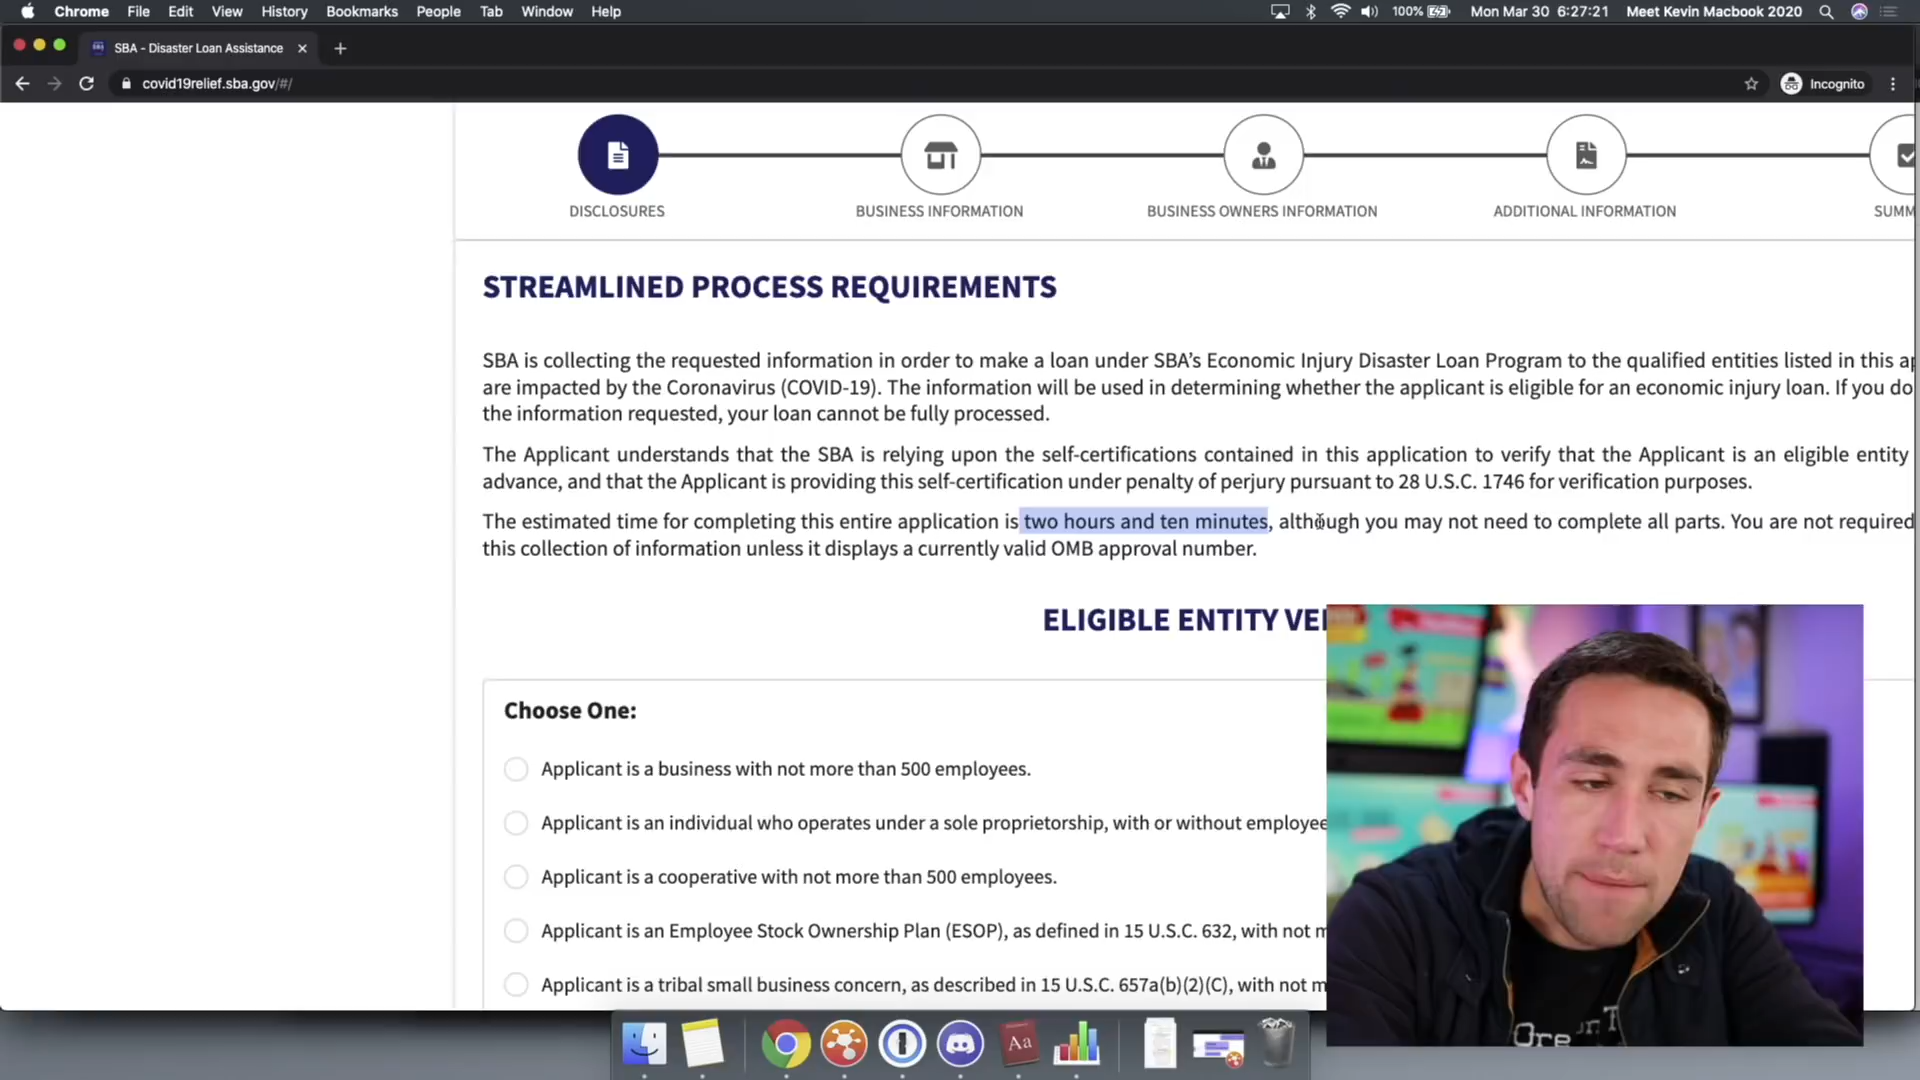 Chrome File Edit View History Bookmarks People Tab Window Help 100% Mon Mar 30 6:27:21 Meet Kevin Macbook 2020
SBA - Disaster Loan Assistance
covid19relief.sba.gov/#/ Incognito
DISCLOSURES BUSINESS INFORMATION BUSINESS OWNERS INFORMATION ADDITIONAL INFORMATION SUMM
STREAMLINED PROCESS REQUIREMENTS
SBA is collecting the requested information in order to make a loan under SBA's Economic Injury Disaster Loan Program to the qualified entities listed in this ap
are impacted by the Coronavirus (COVID-19). The information will be used in determining whether the applicant is eligible for an economic injury loan. If you do
the information requested, your loan cannot be fully processed.
The Applicant understands that the SBA is relying upon the self-certifications contained in this application to verify that the Applicant is an eligible entity
advance, and that the Applicant is providing this self-certification under penalty of perjury pursuant to 28 U.S.C. 1746 for verification purposes.
The estimated time for completing this entire application is two hours and ten minutes, although you may not need to complete all parts. You are not required
this collection of information unless it displays a currently valid OMB approval number.
ELIGIBLE ENTITY VE
Choose One:
Applicant is a business with not more than 500 employees.
Applicant is an individual who operates under a sole proprietorship, with or without employee
Applicant is a cooperative with not more than 500 employees.
Applicant is an Employee Stock Ownership Plan (ESOP), as defined in 15 U.S.C. 632, with not m
Applicant is a tribal small business concern, as described in 15 U.S.C. 657a(b)(2)(C), with not m
Aa